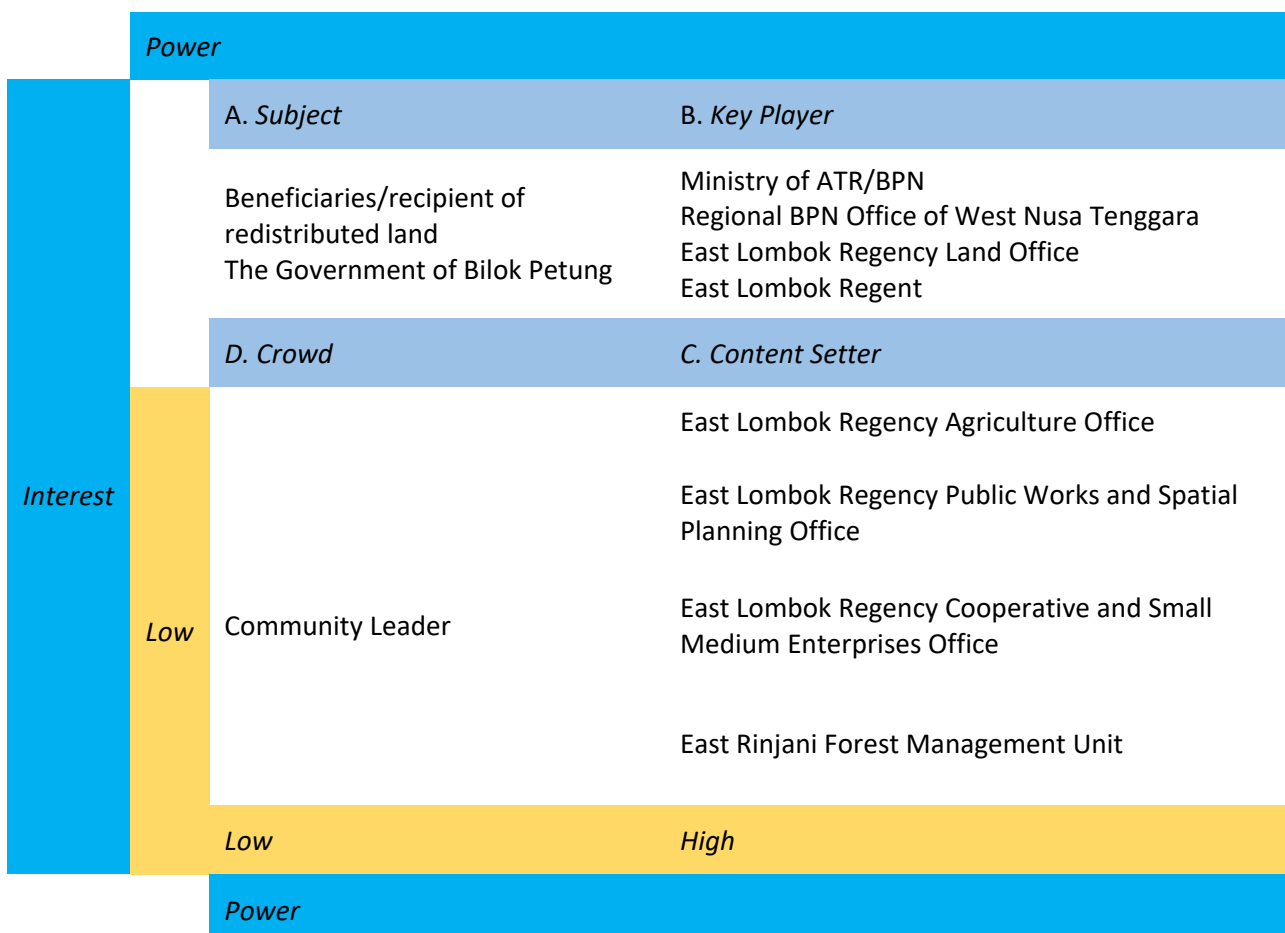 Power
A. Subject B. Key Player
Beneficiaries/recipient of
redistributed land
The Government of Bilok Petung
Ministry of ATR/BPN
Regional BPN Office of West Nusa Tenggara
East Lombok Regency Land Office
East Lombok Regent
D. Crowd C. Content Setter
Interest
Low
Community Leader
East Lombok Regency Agriculture Office
East Lombok Regency Public Works and Spatial
Planning Office
East Lombok Regency Cooperative and Small
Medium Enterprises Office
East Rinjani Forest Management Unit
Low High
Power